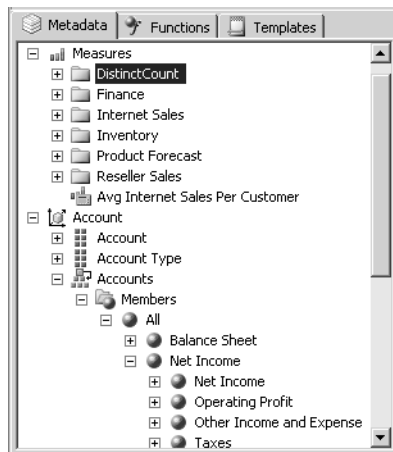 Metadata Functions Templates
Measures
DistinctCount
Finance
Internet Sales
Inventory
Product Forecast
Reseller Sales
Avg Internet Sales Per Customer
Account
Account
Account Type
Accounts
Members
All
Balance Sheet
Net Income
Net Income
Operating Profit
Other Income and Expense
Taxes